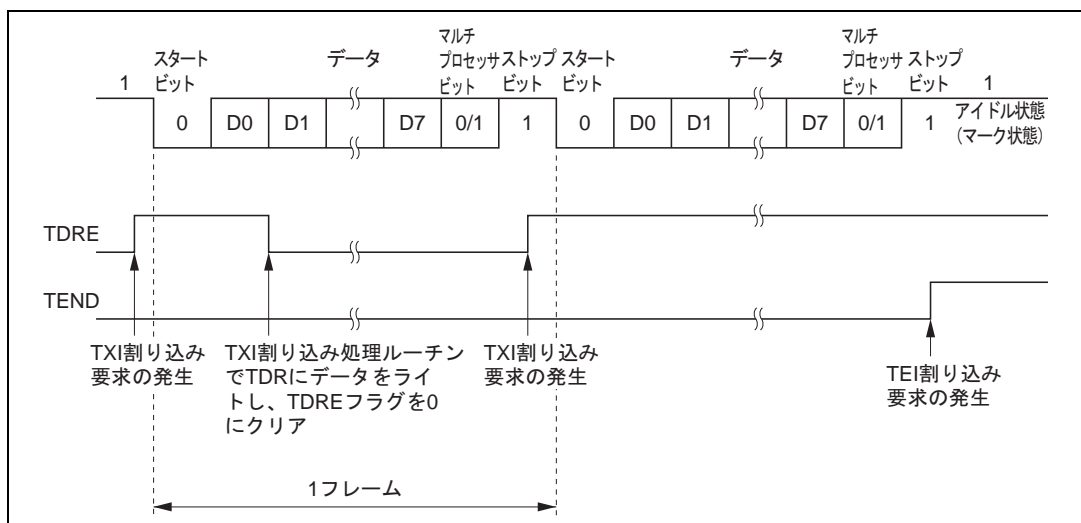 1
スタート
ビット
データ
マルチ
プロセッサ
ビット
ストップ
ビット
スタート
ビット
データ
マルチ
プロセッサ
ビット
ストップ
ビット
1
0
D0
D1
D7
0/1
1
0
D0
D1
D7
0/1
1
アイドル状態
(マーク状態)
TDRE
TEND
TXI割り込み
要求の発生
TXI割り込み処理ルーチン
でTDRにデータをライ
トし、TDREフラグを0
にクリア
TXI割り込み
要求の発生
TEI割り込み
要求の発生
1フレーム